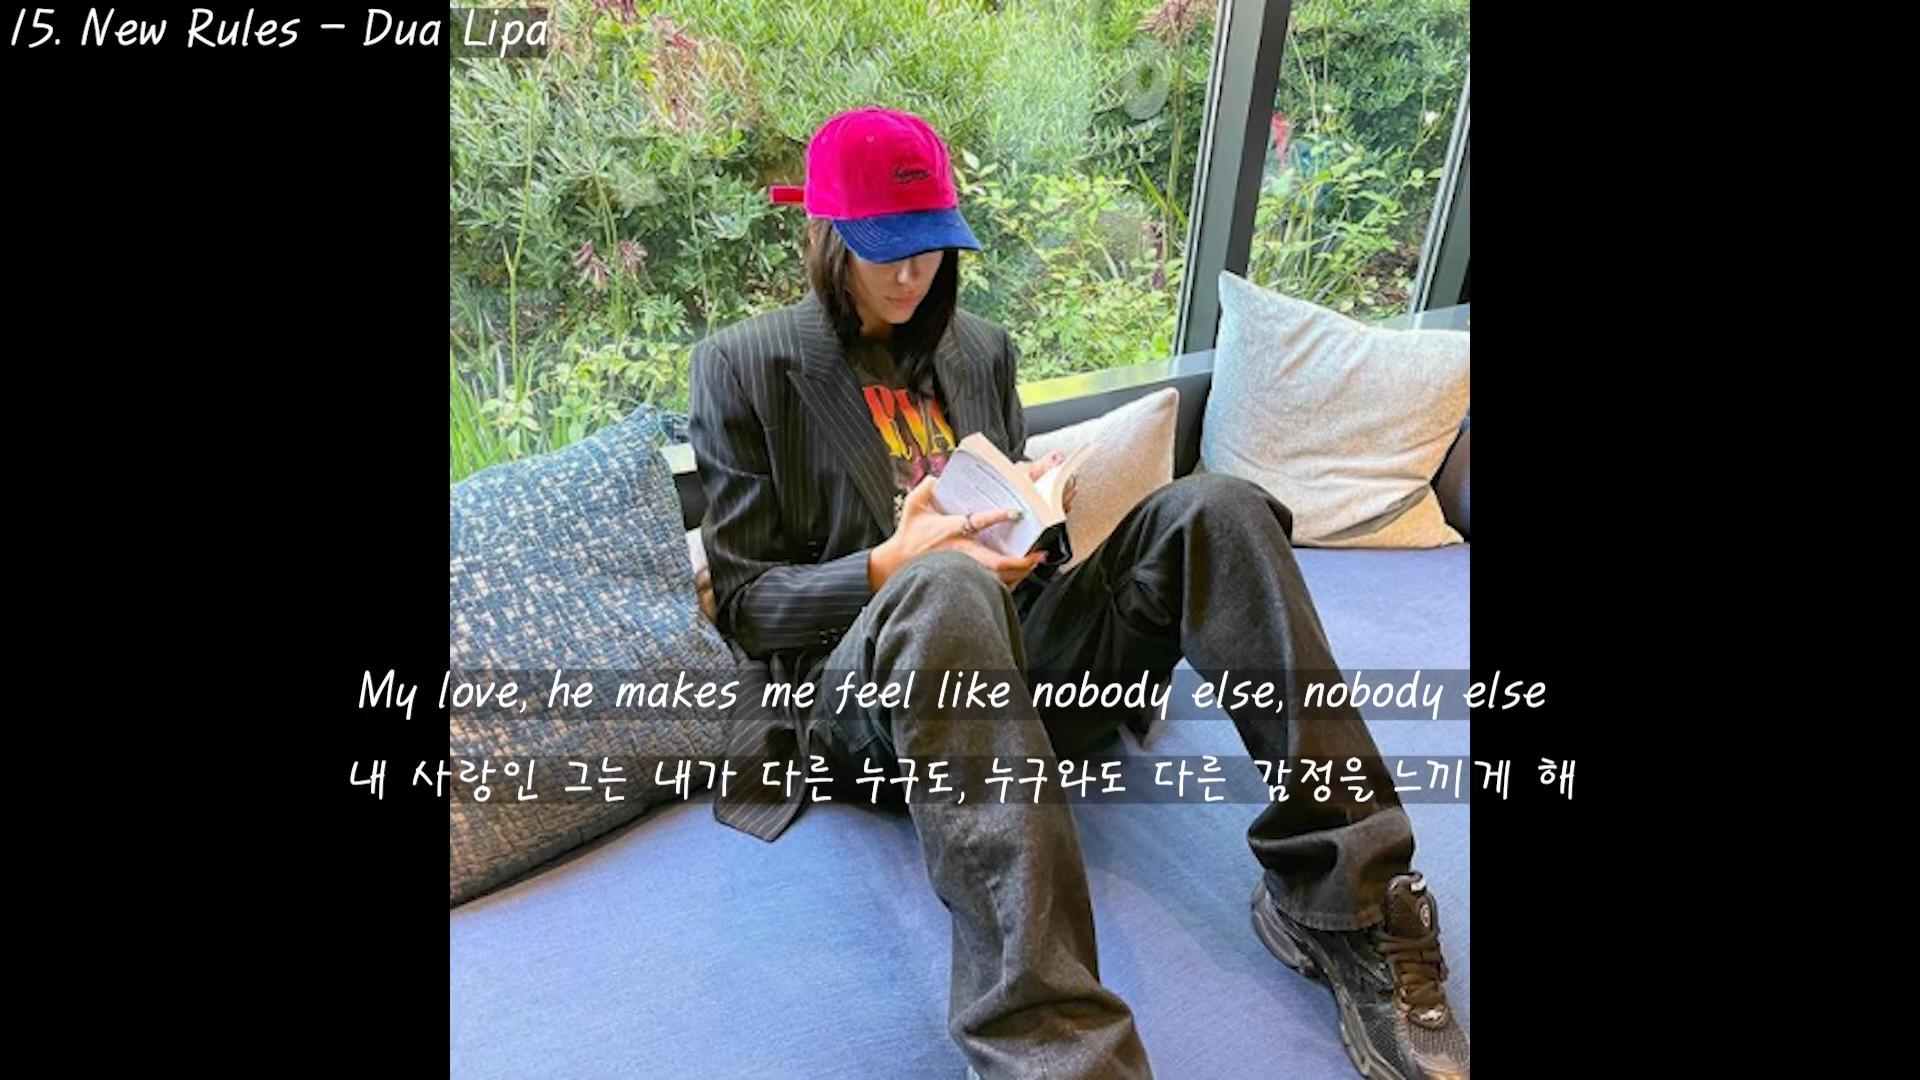 15. New Rules - Dua Lipa
Supreme
RVA
My love, he makes me feel like nobody else, nobody else
내 사랑인 그는 내가 다른 누구도, 누구와도 다른 감정을 느끼게 해